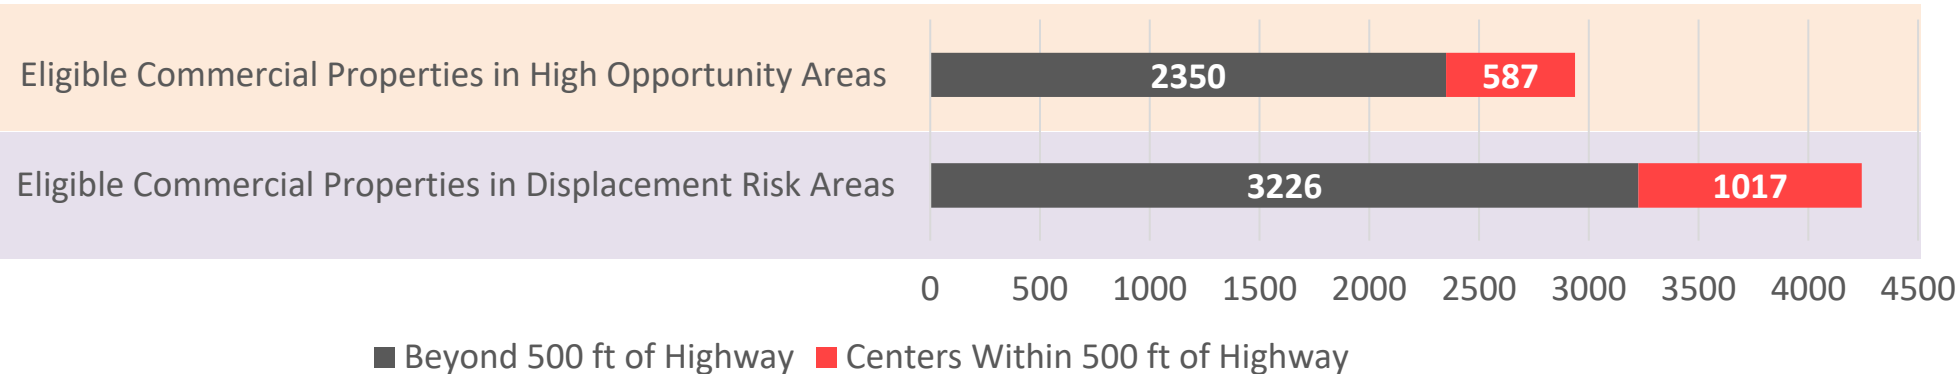 Eligible Commercial Properties in High Opportunity Areas 2350 587
Eligible Commercial Properties in Displacement Risk Areas 3226 1017
0 500 1000 1500 2000 2500 3000 3500 4000 4500
Beyond 500 ft of Highway Centers Within 500 ft of Highway